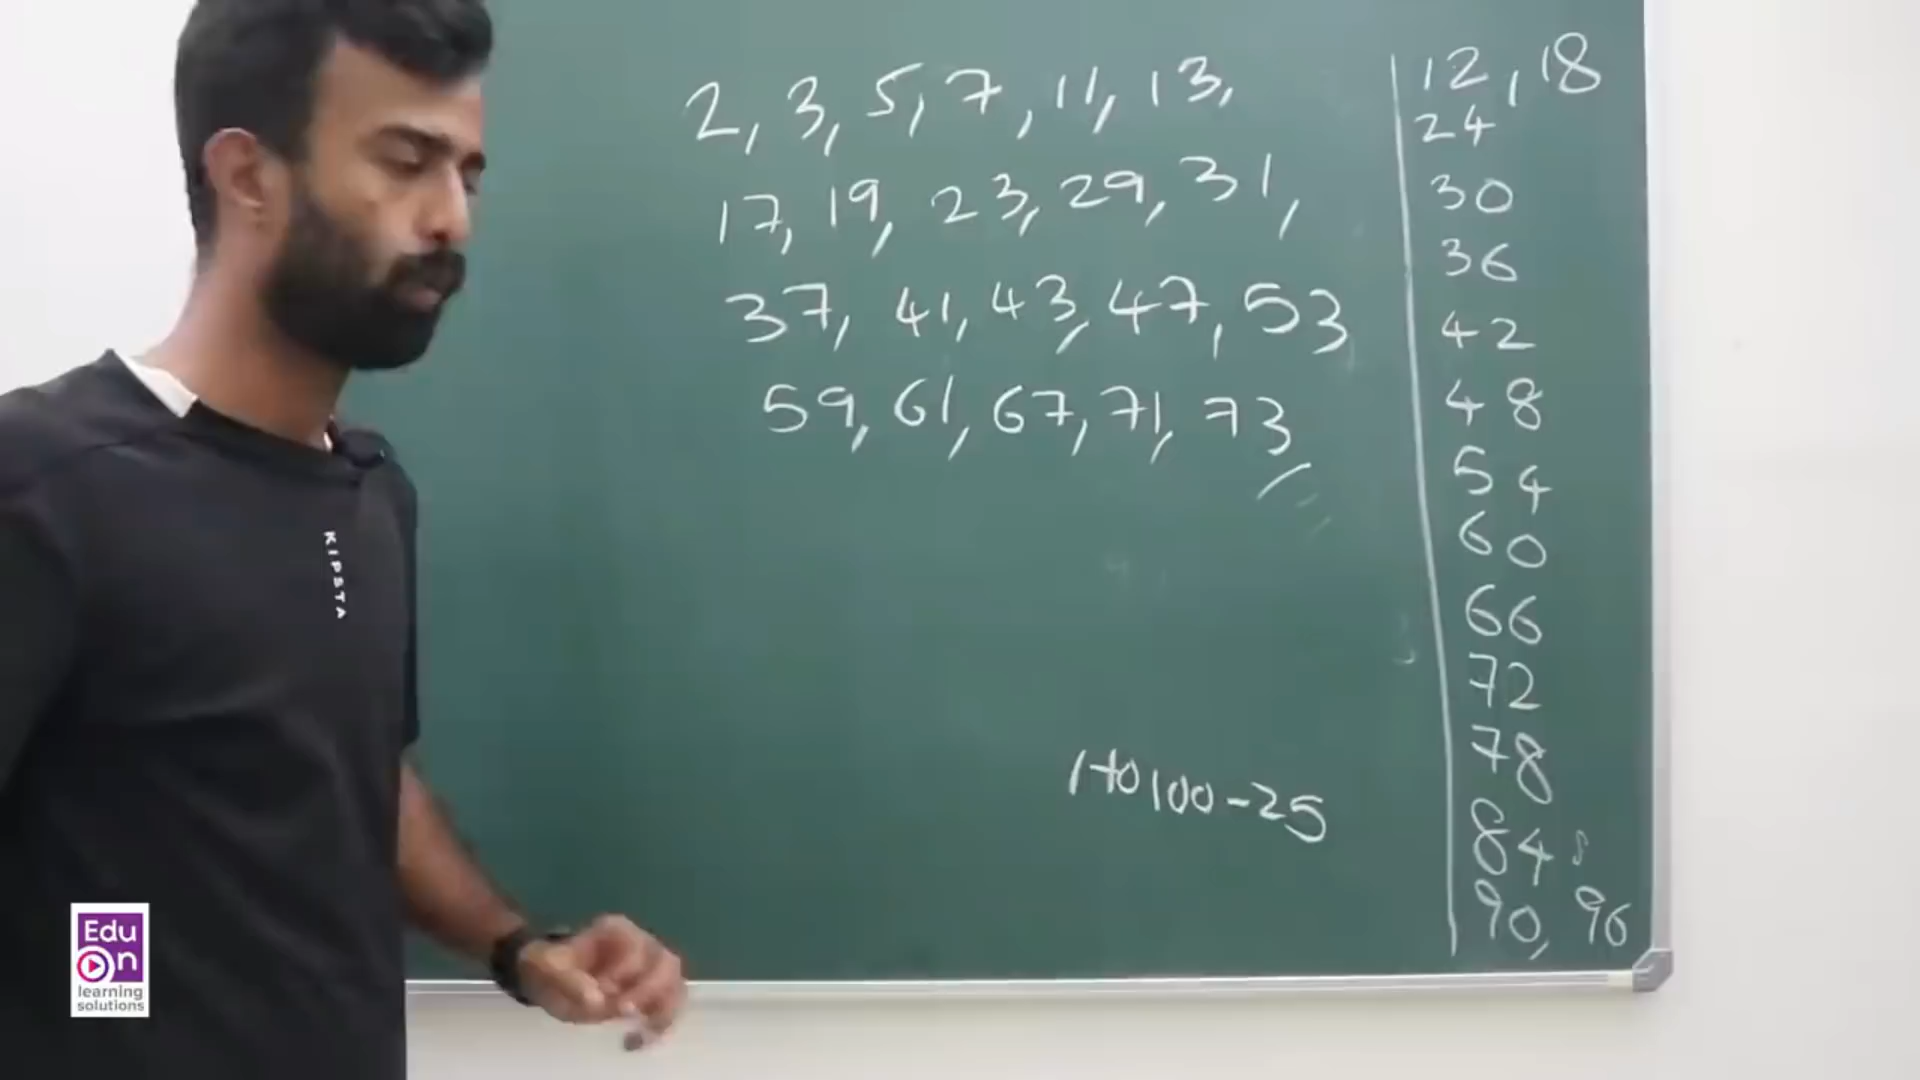 2, 3, 5, 7, 11, 13,
17, 19, 23, 29, 31,
37, 41, 43, 47, 53
59, 61, 67, 71, 73
1 to 100 - 25
12, 18
24
30
36
42
48
54
60
66
72
78
84
90, 96
KIPSTA
Edu
On
learning
solutions